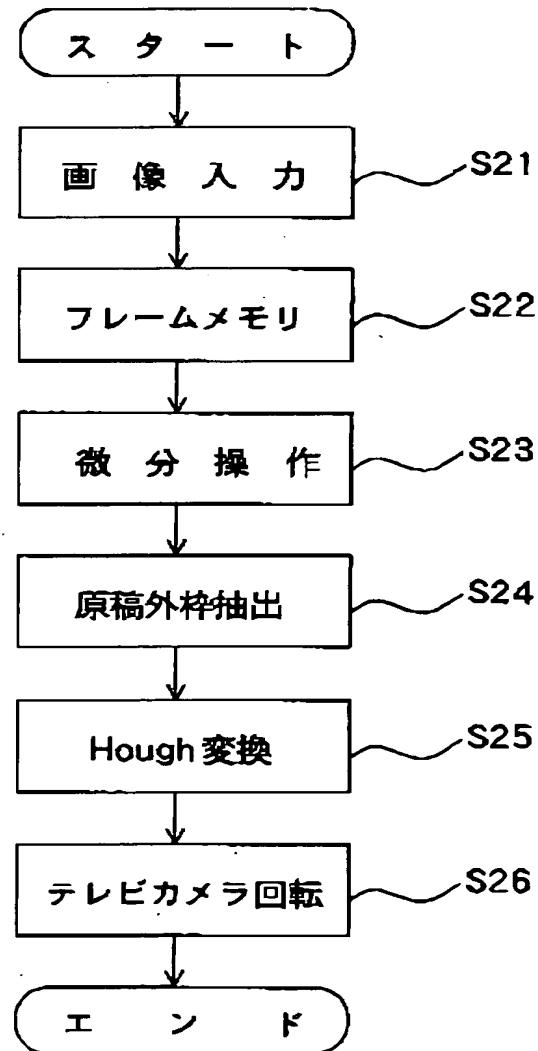 スタート
画像入力
S21
フレームメモリ
S22
微分操作
S23
原稿外枠抽出
S24
Hough変換
S25
テレビカメラ回転
S26
エンド